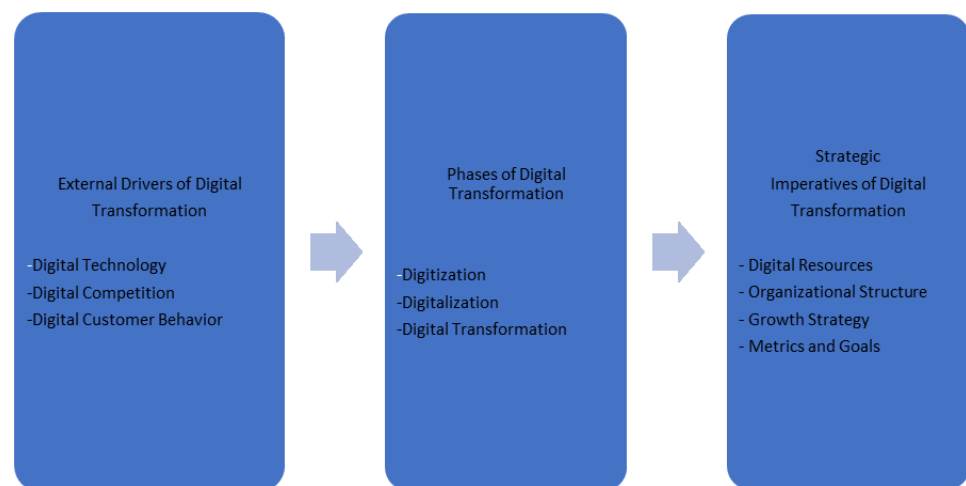 External Drivers of Digital
Transformation
-Digital Technology
-Digital Competition
-Digital Customer Behavior
Phases of Digital
Transformation
-Digitization
-Digitalization
-Digital Transformation
Strategic
Imperatives of Digital
Transformation
- Digital Resources
- Organizational Structure
- Growth Strategy
- Metrics and Goals